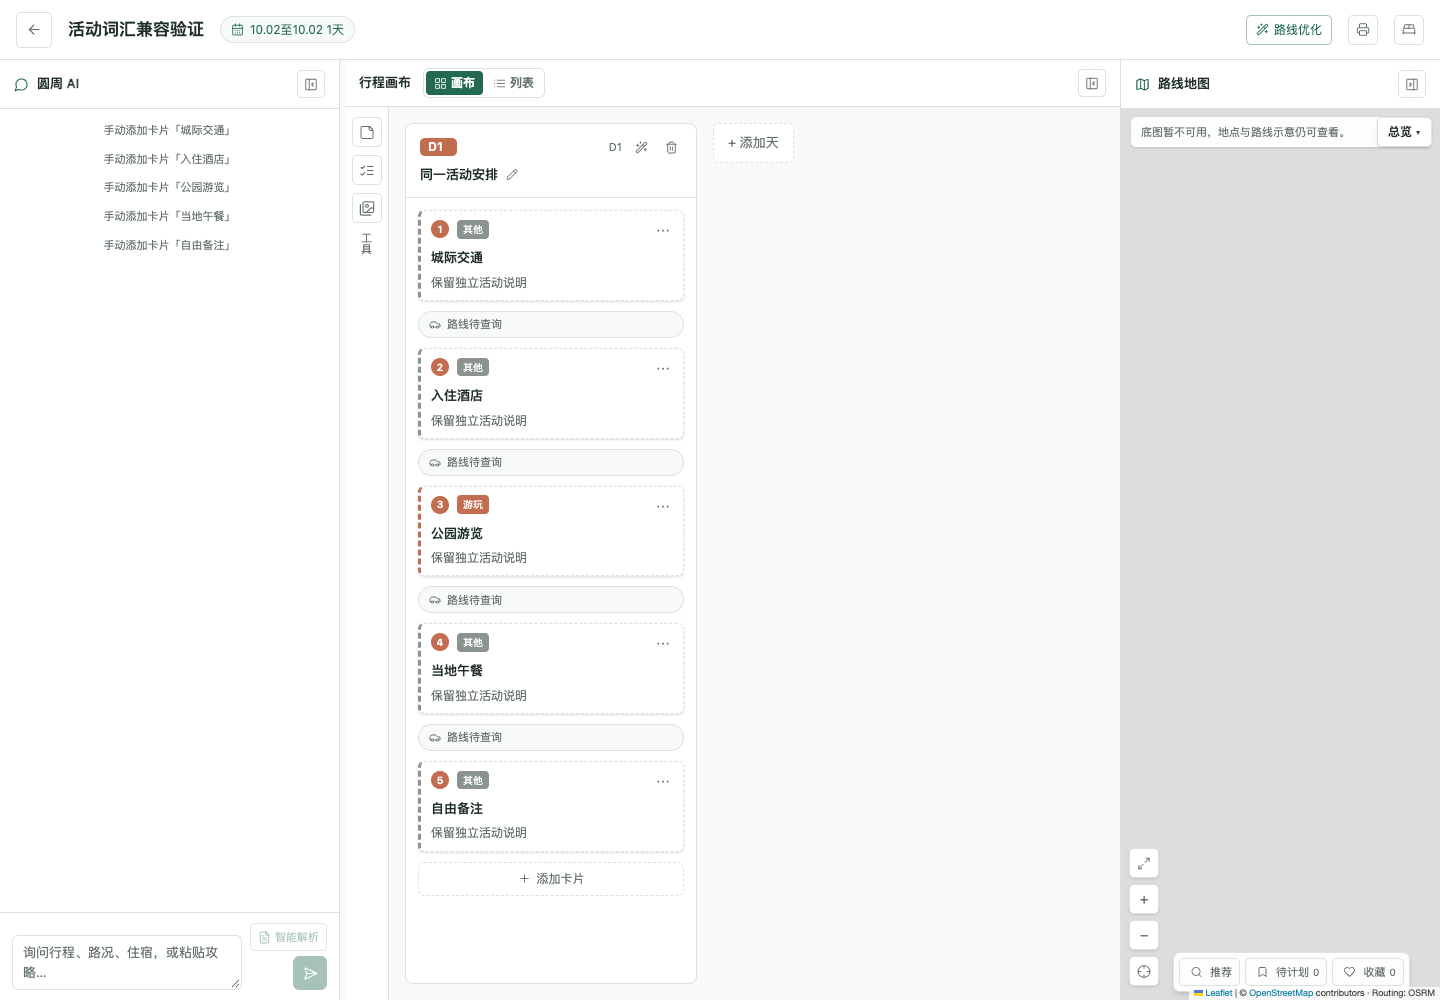 活动词汇兼容验证
10.02至10.02 1天
路线优化
圆周 AI
手动添加卡片「城际交通」
手动添加卡片「入住酒店」
手动添加卡片「公园游览」
手动添加卡片「当地午餐」
手动添加卡片「自由备注」
询问行程、路况、住宿，或粘贴攻
略...
智能解析
行程画布
画布
列表
工具
D1
D1
同一活动安排
1 其他
城际交通
保留独立活动说明
路线待查询
2 其他
入住酒店
保留独立活动说明
路线待查询
3 游玩
公园游览
保留独立活动说明
路线待查询
4 其他
当地午餐
保留独立活动说明
路线待查询
5 其他
自由备注
保留独立活动说明
+ 添加卡片
+ 添加天
路线地图
底图暂不可用，地点与路线示意仍可查看。
总览 ▾
+
−
推荐
待计划 0
收藏 0
Leaflet | © OpenStreetMap contributors · Routing: OSRM